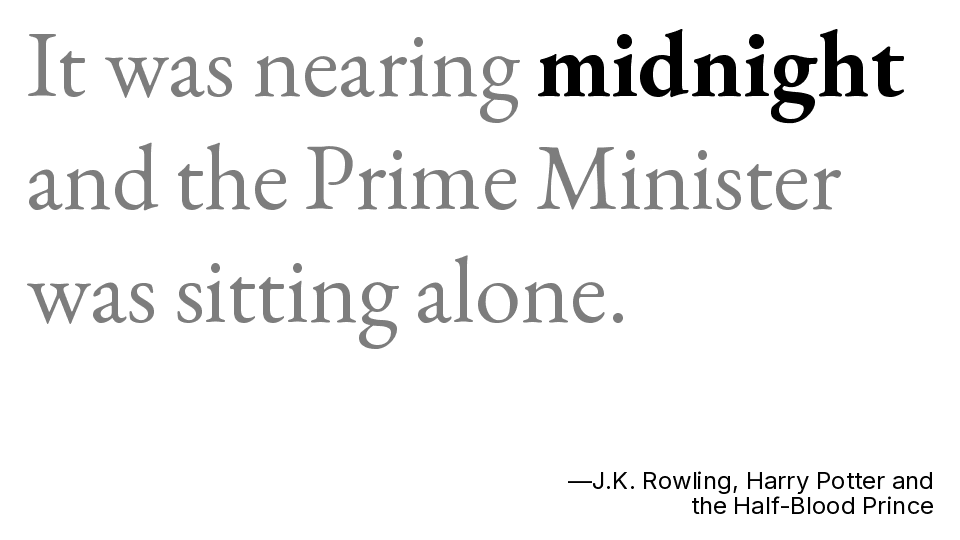 It was nearing midnight
and the Prime Minister
was sitting alone.
—J.K. Rowling, Harry Potter and
the Half-Blood Prince